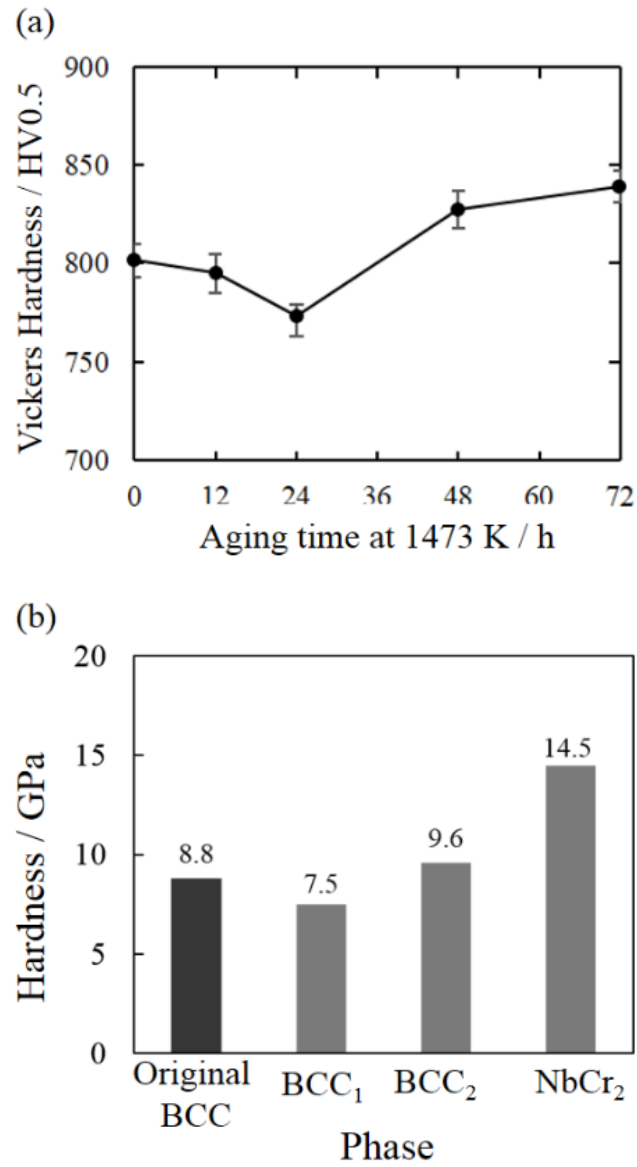 (a)
900
850
800
750
700
Vickers Hardness / HV0.5
0 12 24 36 48 60 72
Aging time at 1473 K / h
(b)
20
15
10
5
0
Hardness / GPa
8.8
7.5
9.6
14.5
Original
BCC
BCC₁
BCC₂
NbCr₂
Phase